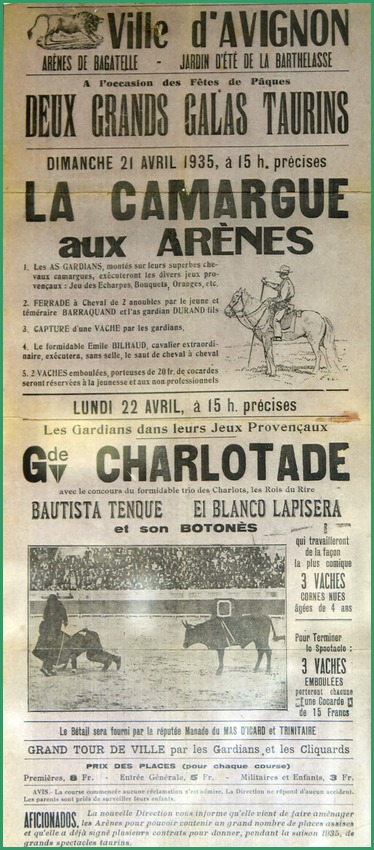 Ville d'AVIGNON
ARÈNES DE BAGATELLE - JARDIN D'ÉTÉ DE LA BARTHELASSE
A l'occasion des Fêtes de Pâques
DEUX GRANDS GALAS TAURINS
DIMANCHE 21 AVRIL 1935, à 15 h. précises
LA CAMARGUE
aux ARÈNES
1. Les AS GARDIANS, montés sur leurs superbes che-
vaux camargues, exécuteront les divers jeux pro-
vençaux : Jeu des Echarpes, Bouquets, Oranges, etc.
2. FERRADE à Cheval de 2 anoubles par le jeune et
téméraire BARRAQUAND et l'as gardian DURAND fils
3. CAPTURE d'une VACHE par les gardians,
4. Le formidable Emile BILHAUD, cavalier extraordi-
naire, exécutera, sans selle, le saut de cheval à cheval
5. 2 VACHES emboulées, porteuses de 20 fr. de cocardes
seront réservées à la jeunesse et aux non professionnels
LUNDI 22 AVRIL, à 15 h. précises
Les Gardians dans leurs Jeux Provençaux
Gde CHARLOTADE
avec le concours du formidable trio des Charlots, les Rois du Rire
BAUTISTA TENQUE El BLANCO LAPISERA
et son BOTONÈS
qui travailleront
de la façon
la plus comique
3 VACHES
CORNES NUES
âgées de 4 ans
Pour Terminer
le Spectacle :
3 VACHES
EMBOULÉES
porteront chacune
une Cocarde
de 15 Francs
Le Bétail sera fourni par la réputée Manade du MAS D'ICARD et TRINITAIRE
GRAND TOUR DE VILLE par les Gardians et les Cliquards
PRIX DES PLACES (pour chaque course)
Premières, 8 Fr. - Entrée Générale, 5 Fr. - Militaires et Enfants, 3 Fr.
AVIS. - La course commencée aucune réclamation n'est admise. La Direction ne répond d'aucun accident.
Les parents sont priés de surveiller leurs enfants.
AFICIONADOS, La nouvelle Direction vous informe qu'elle vient de faire aménager
les Arènes pour pouvoir contenir un grand nombre de places assises
et qu'elle a déjà signé plusieurs contrats pour donner, pendant la saison 1935, de
grands spectacles taurins.